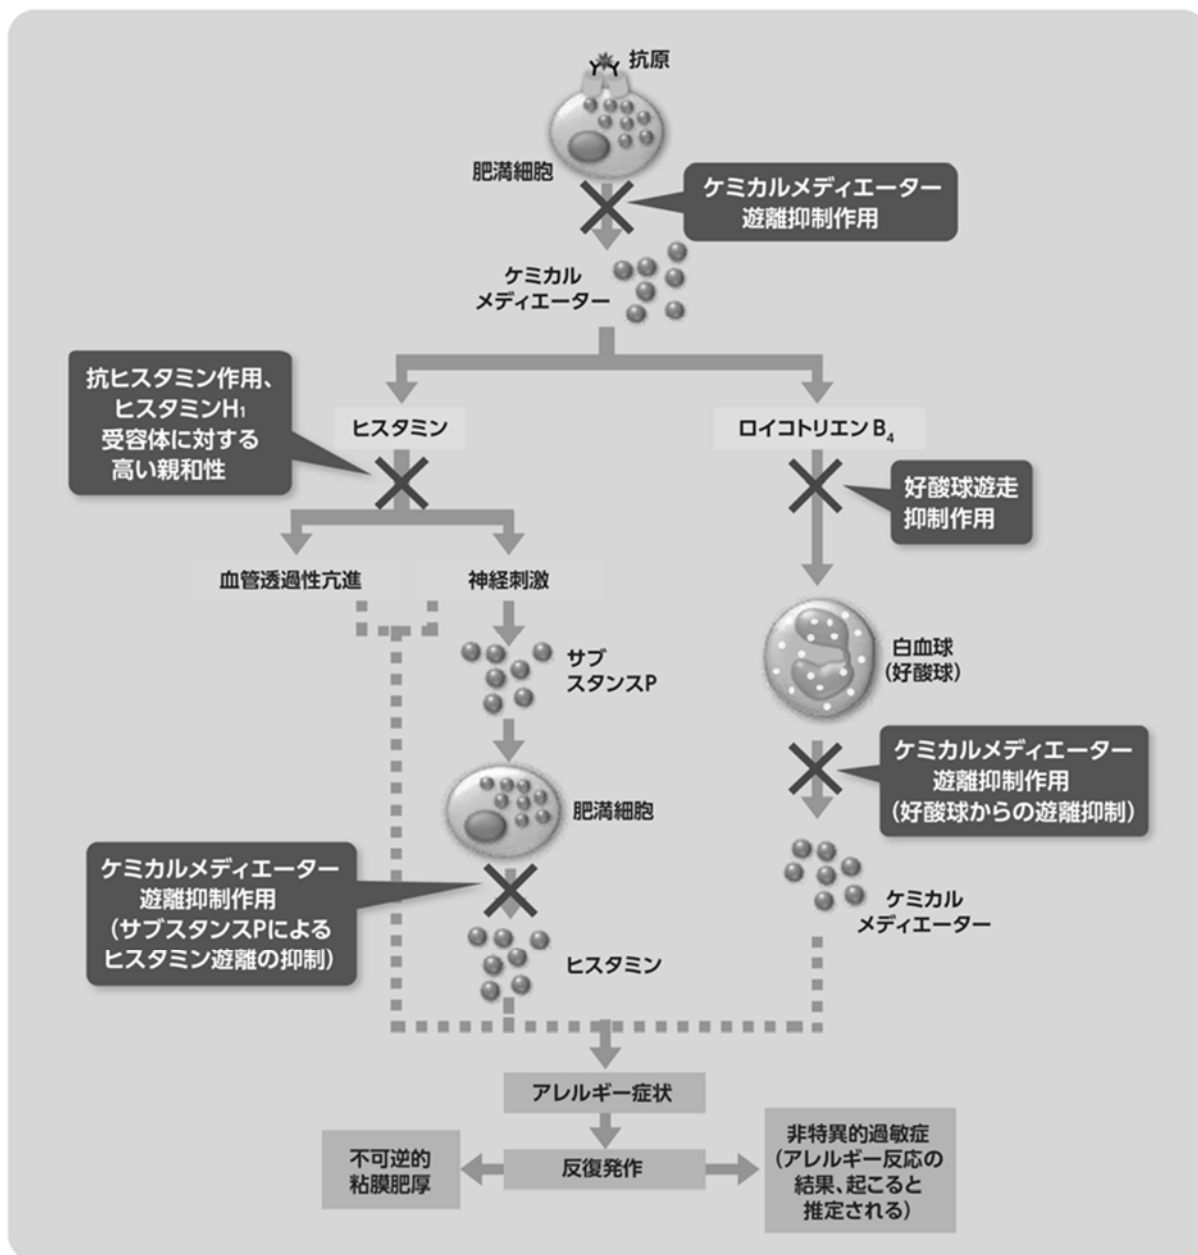 抗原
肥満細胞
ケミカルメディエーター
遊離抑制作用
ケミカル
メディエーター
抗ヒスタミン作用、
ヒスタミンH₁
受容体に対する
高い親和性
ヒスタミン
ロイコトリエン B₄
好酸球遊走
抑制作用
血管透過性亢進
神経刺激
サブ
スタンスP
白血球
(好酸球)
肥満細胞
ケミカルメディエーター
遊離抑制作用
(好酸球からの遊離抑制)
ケミカルメディエーター
遊離抑制作用
(サブスタンスPによる
ヒスタミン遊離の抑制)
ヒスタミン
ケミカル
メディエーター
アレルギー症状
不可逆的
粘膜肥厚
反復発作
非特異的過敏症
(アレルギー反応の
結果、起こると
推定される)